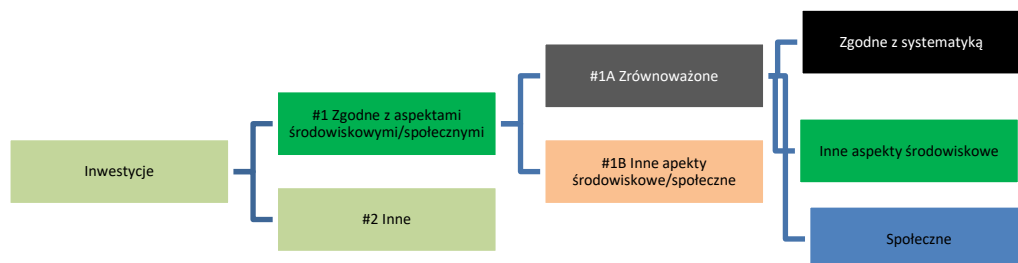 Inwestycje
#1 Zgodne z aspektami
środowiskowymi/społecznymi
#2 Inne
#1A Zrównoważone
#1B Inne apekty
środowiskowe/społeczne
Zgodne z systematyką
Inne aspekty środowiskowe
Społeczne